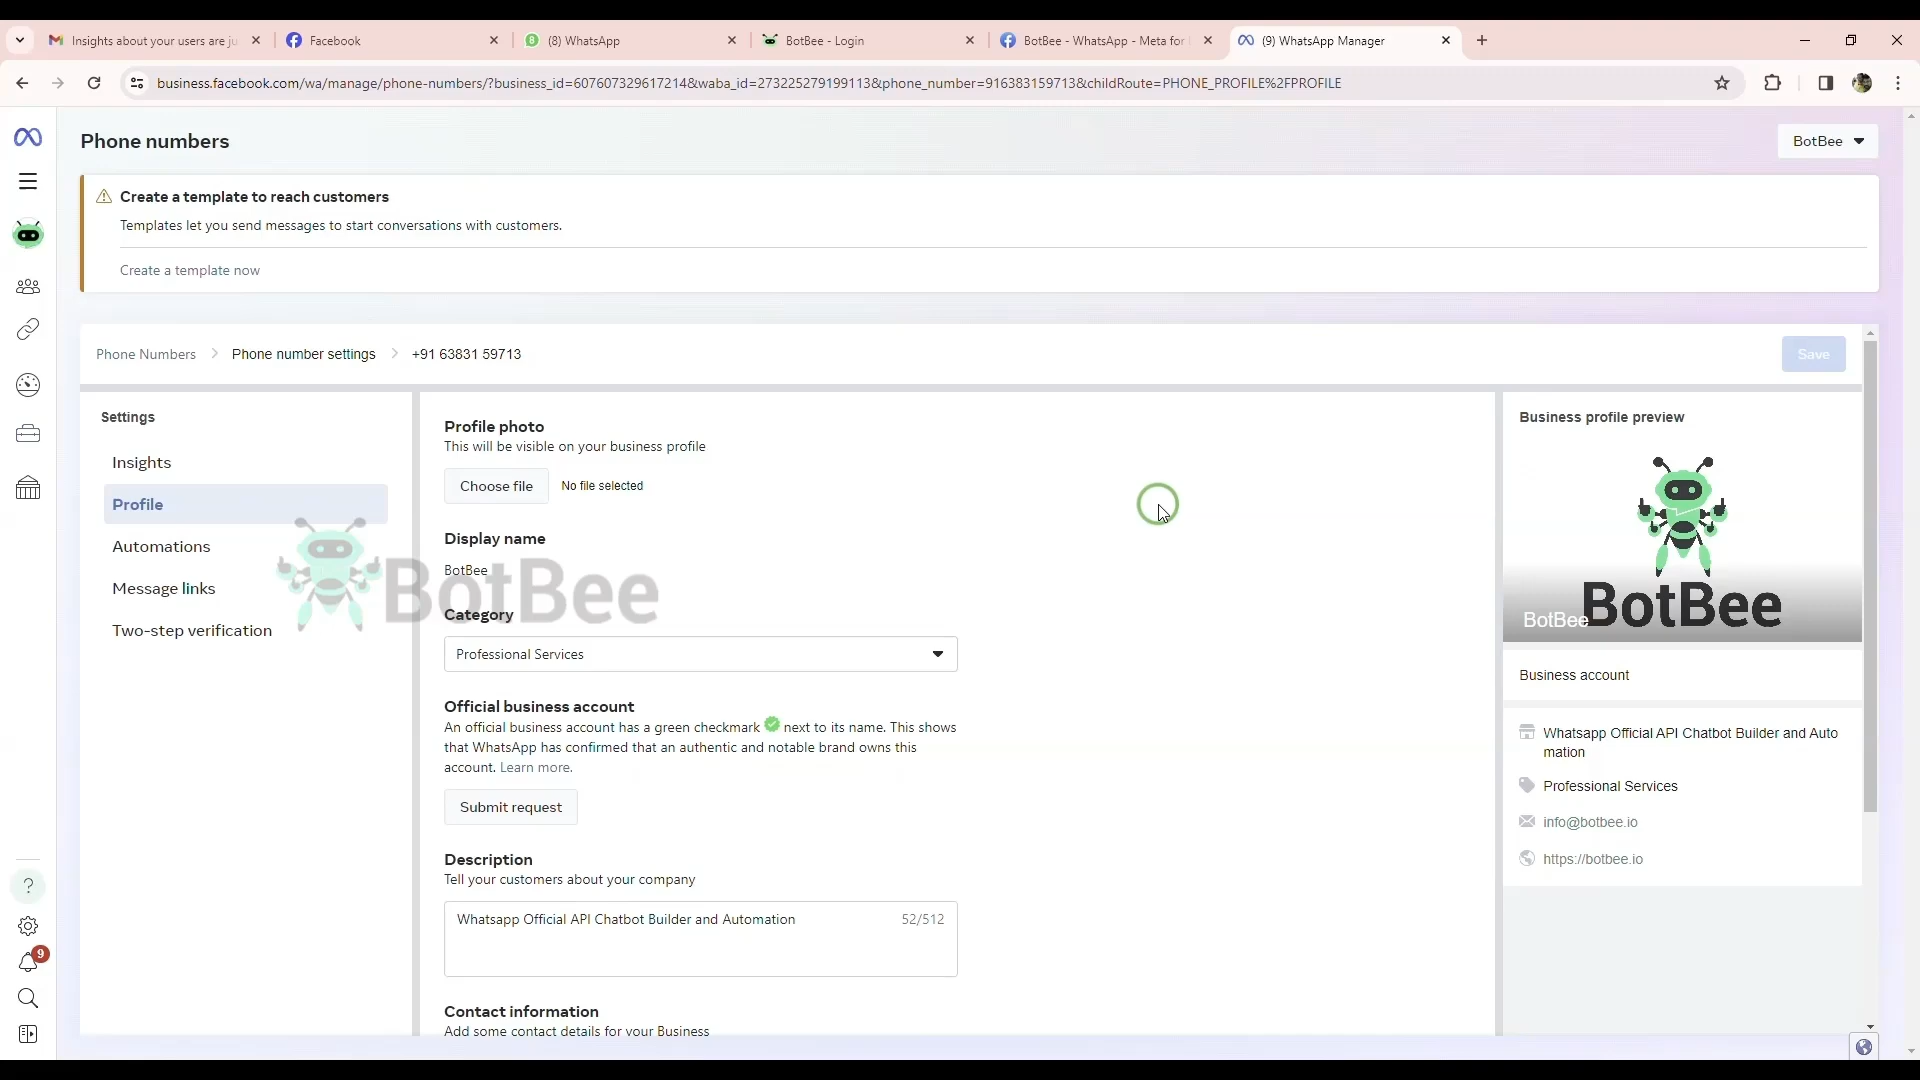 Insights about your users are ju
Facebook
(8) WhatsApp
BotBee - Login
BotBee - WhatsApp - Meta for
(9) WhatsApp Manager
business.facebook.com/wa/manage/phone-numbers/?business_id=607607329617214&waba_id=273225279199113&phone_number=916383159713&childRoute=PHONE_PROFILE%2FPROFILE
Phone numbers
BotBee
Create a template to reach customers
Templates let you send messages to start conversations with customers.
Create a template now
Phone Numbers
Phone number settings
+91 63831 59713
Save
Settings
Insights
Profile
Automations
Message links
Two-step verification
BotBee
Profile photo
This will be visible on your business profile
Choose file
No file selected
Display name
BotBee
Category
Professional Services
Official business account
An official business account has a green checkmark next to its name. This shows
that WhatsApp has confirmed that an authentic and notable brand owns this
account. Learn more.
Submit request
Description
Tell your customers about your company
Whatsapp Official API Chatbot Builder and Automation
52/512
Contact information
Add some contact details for your Business
Business profile preview
BotBee
BotBee
Business account
Whatsapp Official API Chatbot Builder and Auto
mation
Professional Services
info@botbee.io
https://botbee.io
?
9